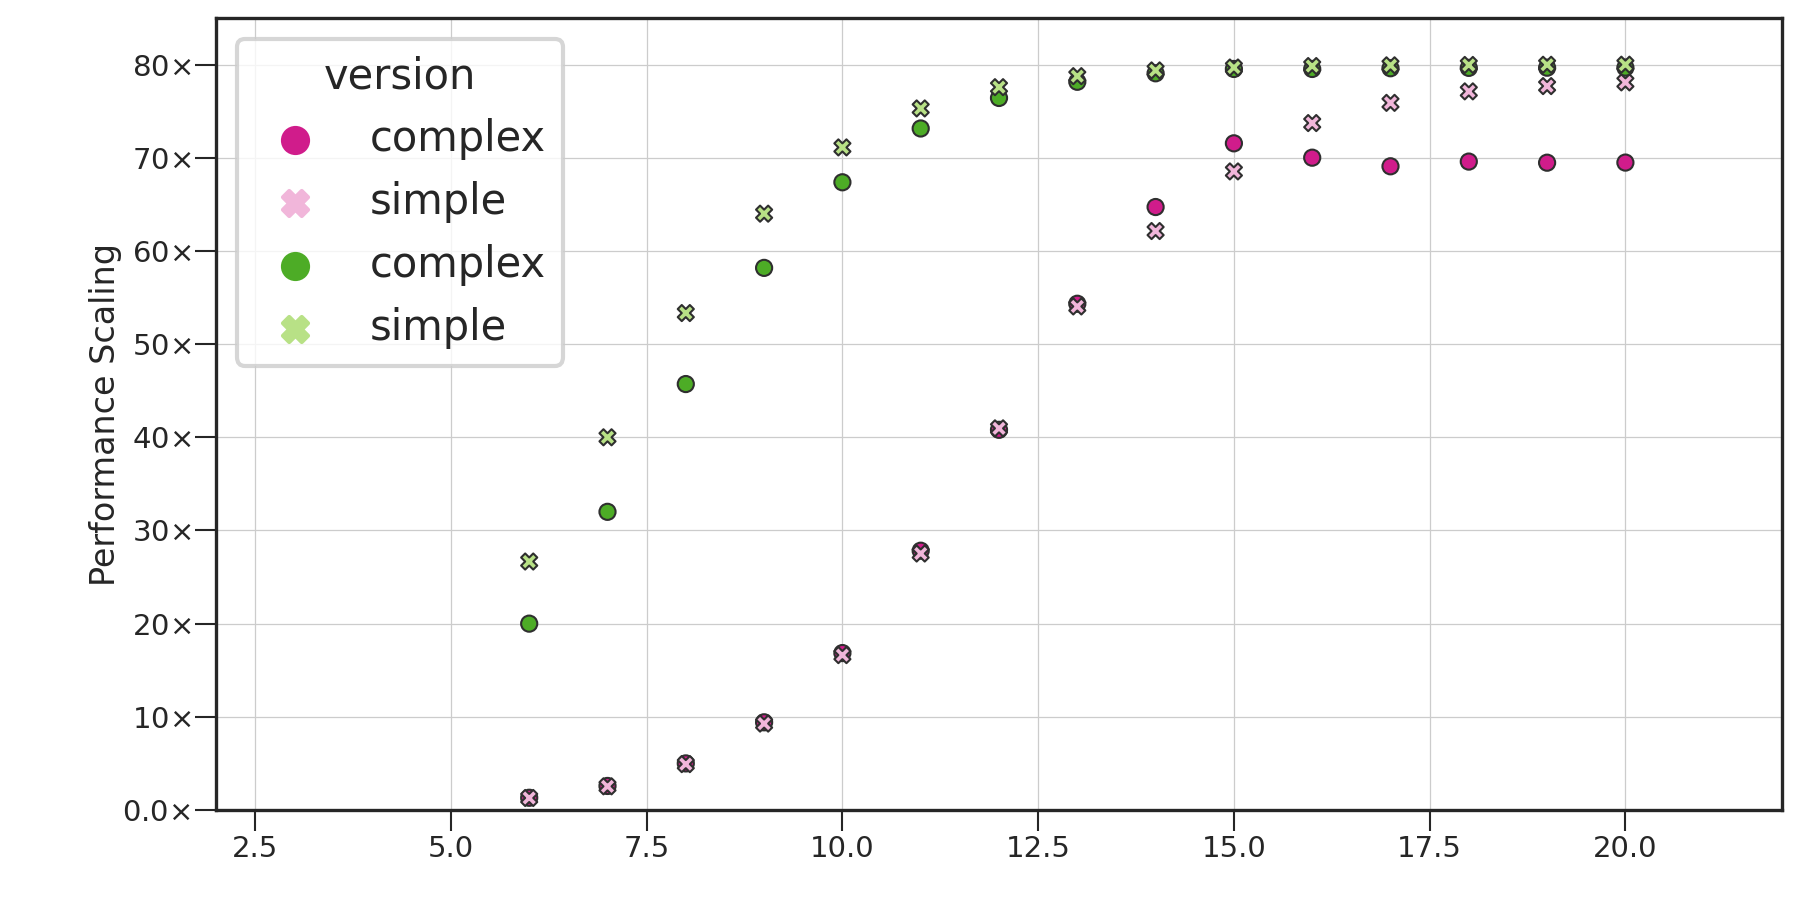 Performance Scaling
80×
70×
60×
50×
40×
30×
20×
10×
0.0×
version
complex
simple
complex
simple
2.5 5.0 7.5 10.0 12.5 15.0 17.5 20.0